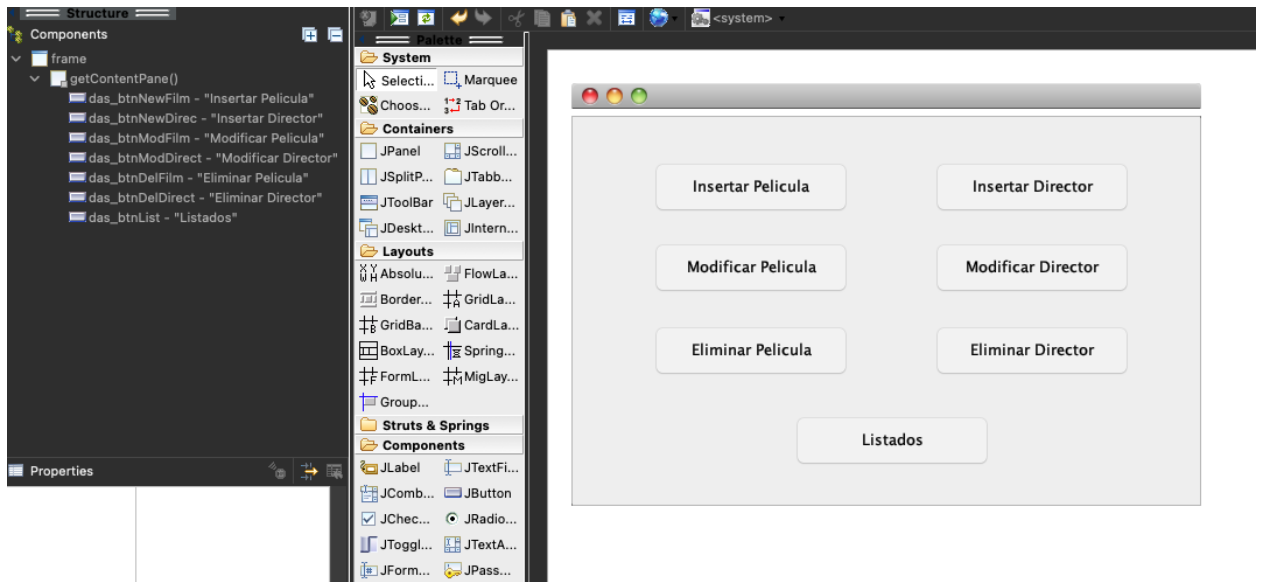 Structure
Components
frame
getContentPane()
das_btnNewFilm - "Insertar Pelicula"
das_btnNewDirec - "Insertar Director"
das_btnModFilm - "Modificar Pelicula"
das_btnModDirect - "Modificar Director"
das_btnDelFilm - "Eliminar Pelicula"
das_btnDelDirect - "Eliminar Director"
das_btnList - "Listados"
Properties
<system>
Palette
System
Selecti... Marquee
Choos... Tab Or...
Containers
JPanel JScroll...
JSplitP... JTabb...
JToolBar JLayer...
JDeskt... JIntern...
Layouts
Absolu... FlowLa...
Border... GridLa...
GridBa... CardLa...
BoxLay... Spring...
FormL... MigLay...
Group...
Struts & Springs
Components
JLabel JTextFi...
JComb... JButton
JChec... JRadio...
JToggl... JTextA...
JForm... JPass...
Insertar Pelicula Insertar Director
Modificar Pelicula Modificar Director
Eliminar Pelicula Eliminar Director
Listados